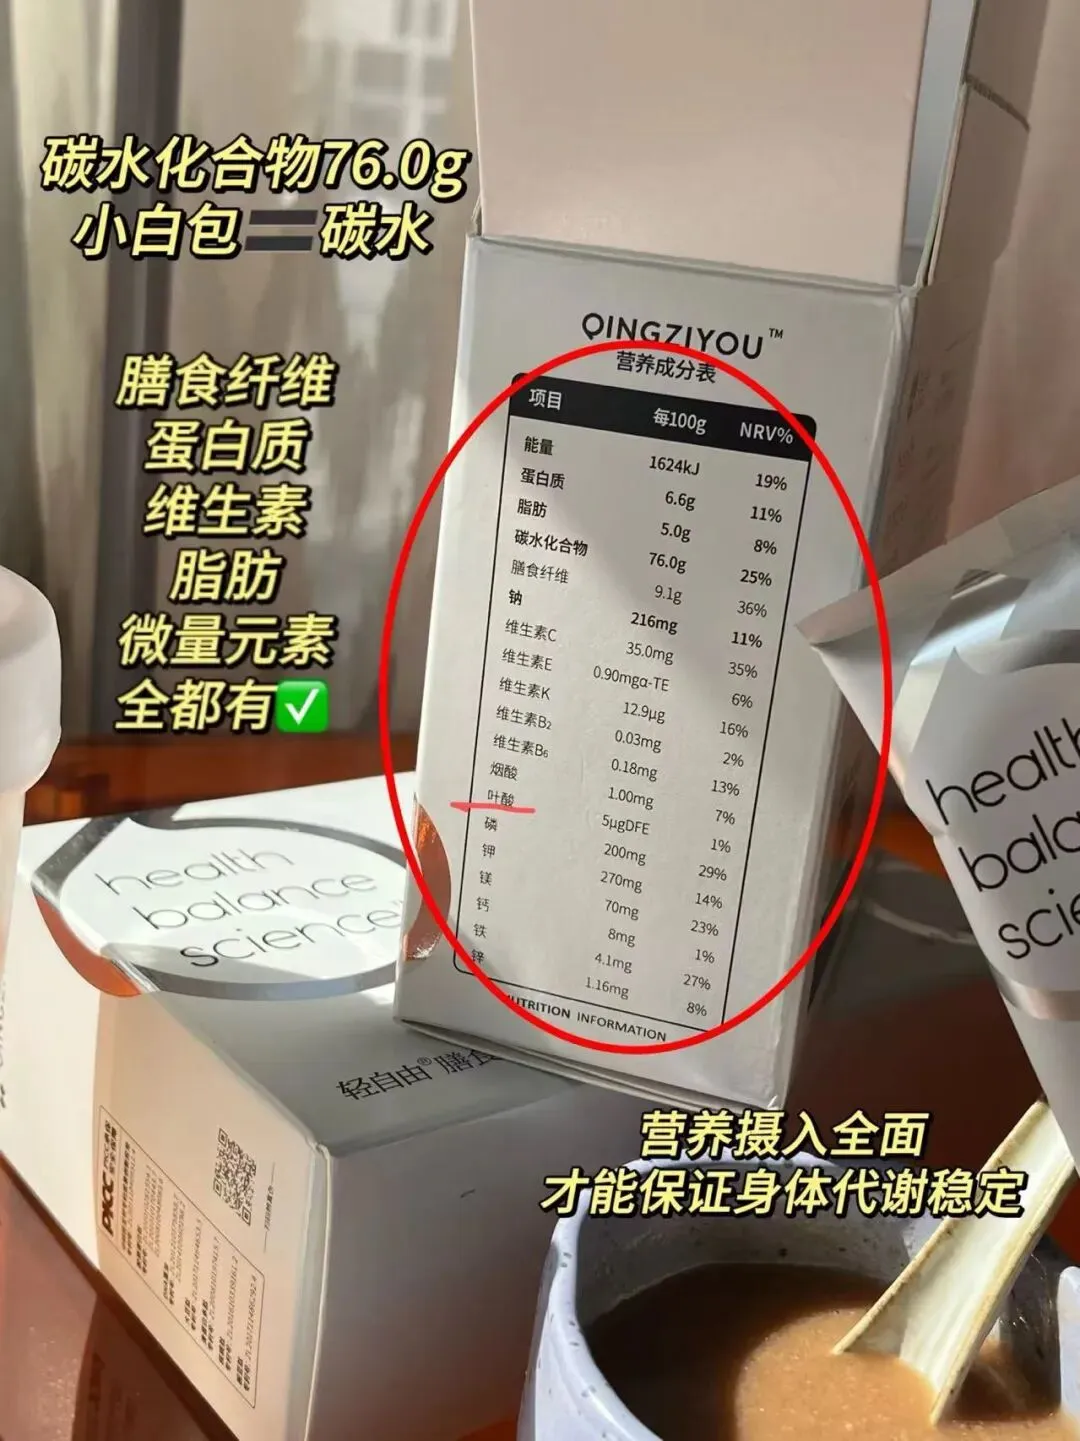 碳水化合物76.0g
小白包=碳水
膳食纤维
蛋白质
维生素
脂肪
微量元素
全都有✅
QINGZIYOU™
营养成分表
项目 每100g NRV%
能量 1624kJ 19%
蛋白质 6.6g 11%
脂肪 5.0g 8%
碳水化合物 76.0g 25%
膳食纤维 9.1g 36%
钠 216mg 11%
维生素C 35.0mg 35%
维生素E 0.90mgα-TE 6%
维生素K 12.9μg 16%
维生素B₂ 0.03mg 2%
维生素B₆ 0.18mg 13%
烟酸 1.00mg 7%
叶酸 5μgDFE 1%
磷 200mg 29%
钾 270mg 14%
镁 70mg 23%
钙 8mg 1%
铁 4.1mg 27%
锌 1.16mg 8%
NUTRITION INFORMATION
health
balance
science
轻自由®膳食
PICC
health
bala
scie
营养摄入全面
才能保证身体代谢稳定